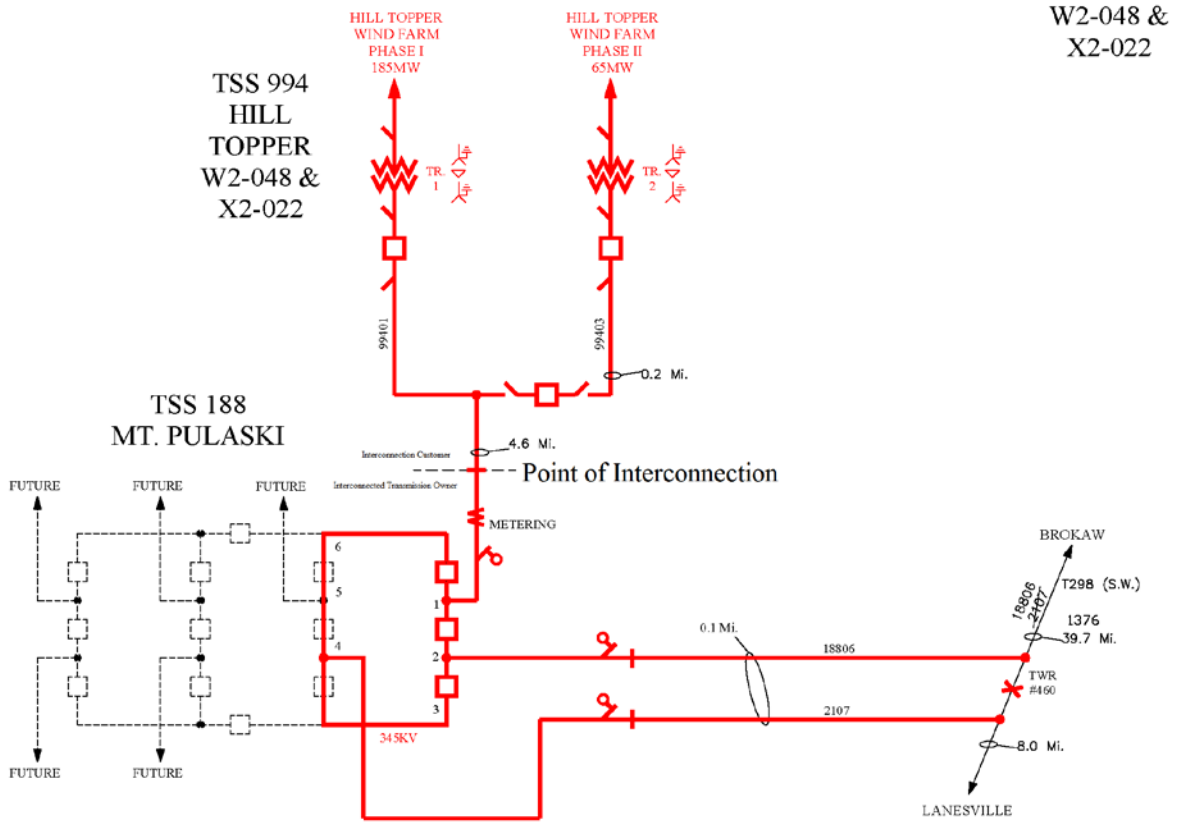 W2-048 &
X2-022
HILL TOPPER
WIND FARM
PHASE I
185MW
HILL TOPPER
WIND FARM
PHASE II
65MW
TSS 994
HILL
TOPPER
W2-048 &
X2-022
TR.
1
TR.
2
99401
99403
0.2 Mi.
TSS 188
MT. PULASKI
4.6 Mi.
Interconnection Customer
Point of Interconnection
Interconnected Transmission Owner
FUTURE
FUTURE
FUTURE
METERING
6
5
4
1
2
3
345KV
FUTURE
FUTURE
0.1 Mi.
18806
2107
BROKAW
T298 (S.W.)
18806
2107
1376
39.7 Mi.
TWR
#460
8.0 Mi.
LANESVILLE